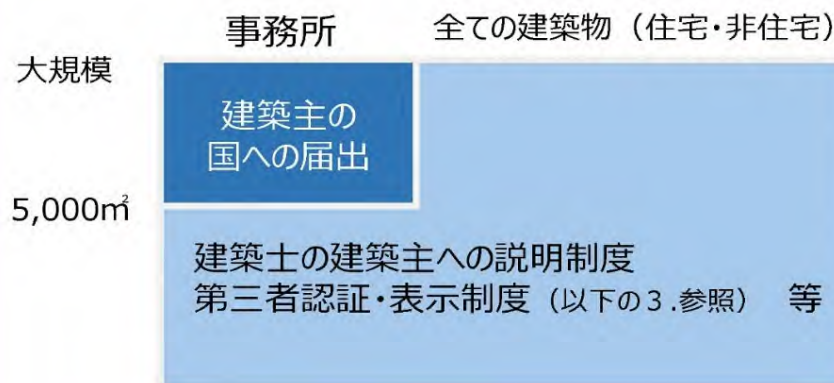 事務所
全ての建築物（住宅・非住宅）
大規模
建築主の
国への届出
5,000㎡
建築士の建築主への説明制度
第三者認証・表示制度（以下の３.参照）　等